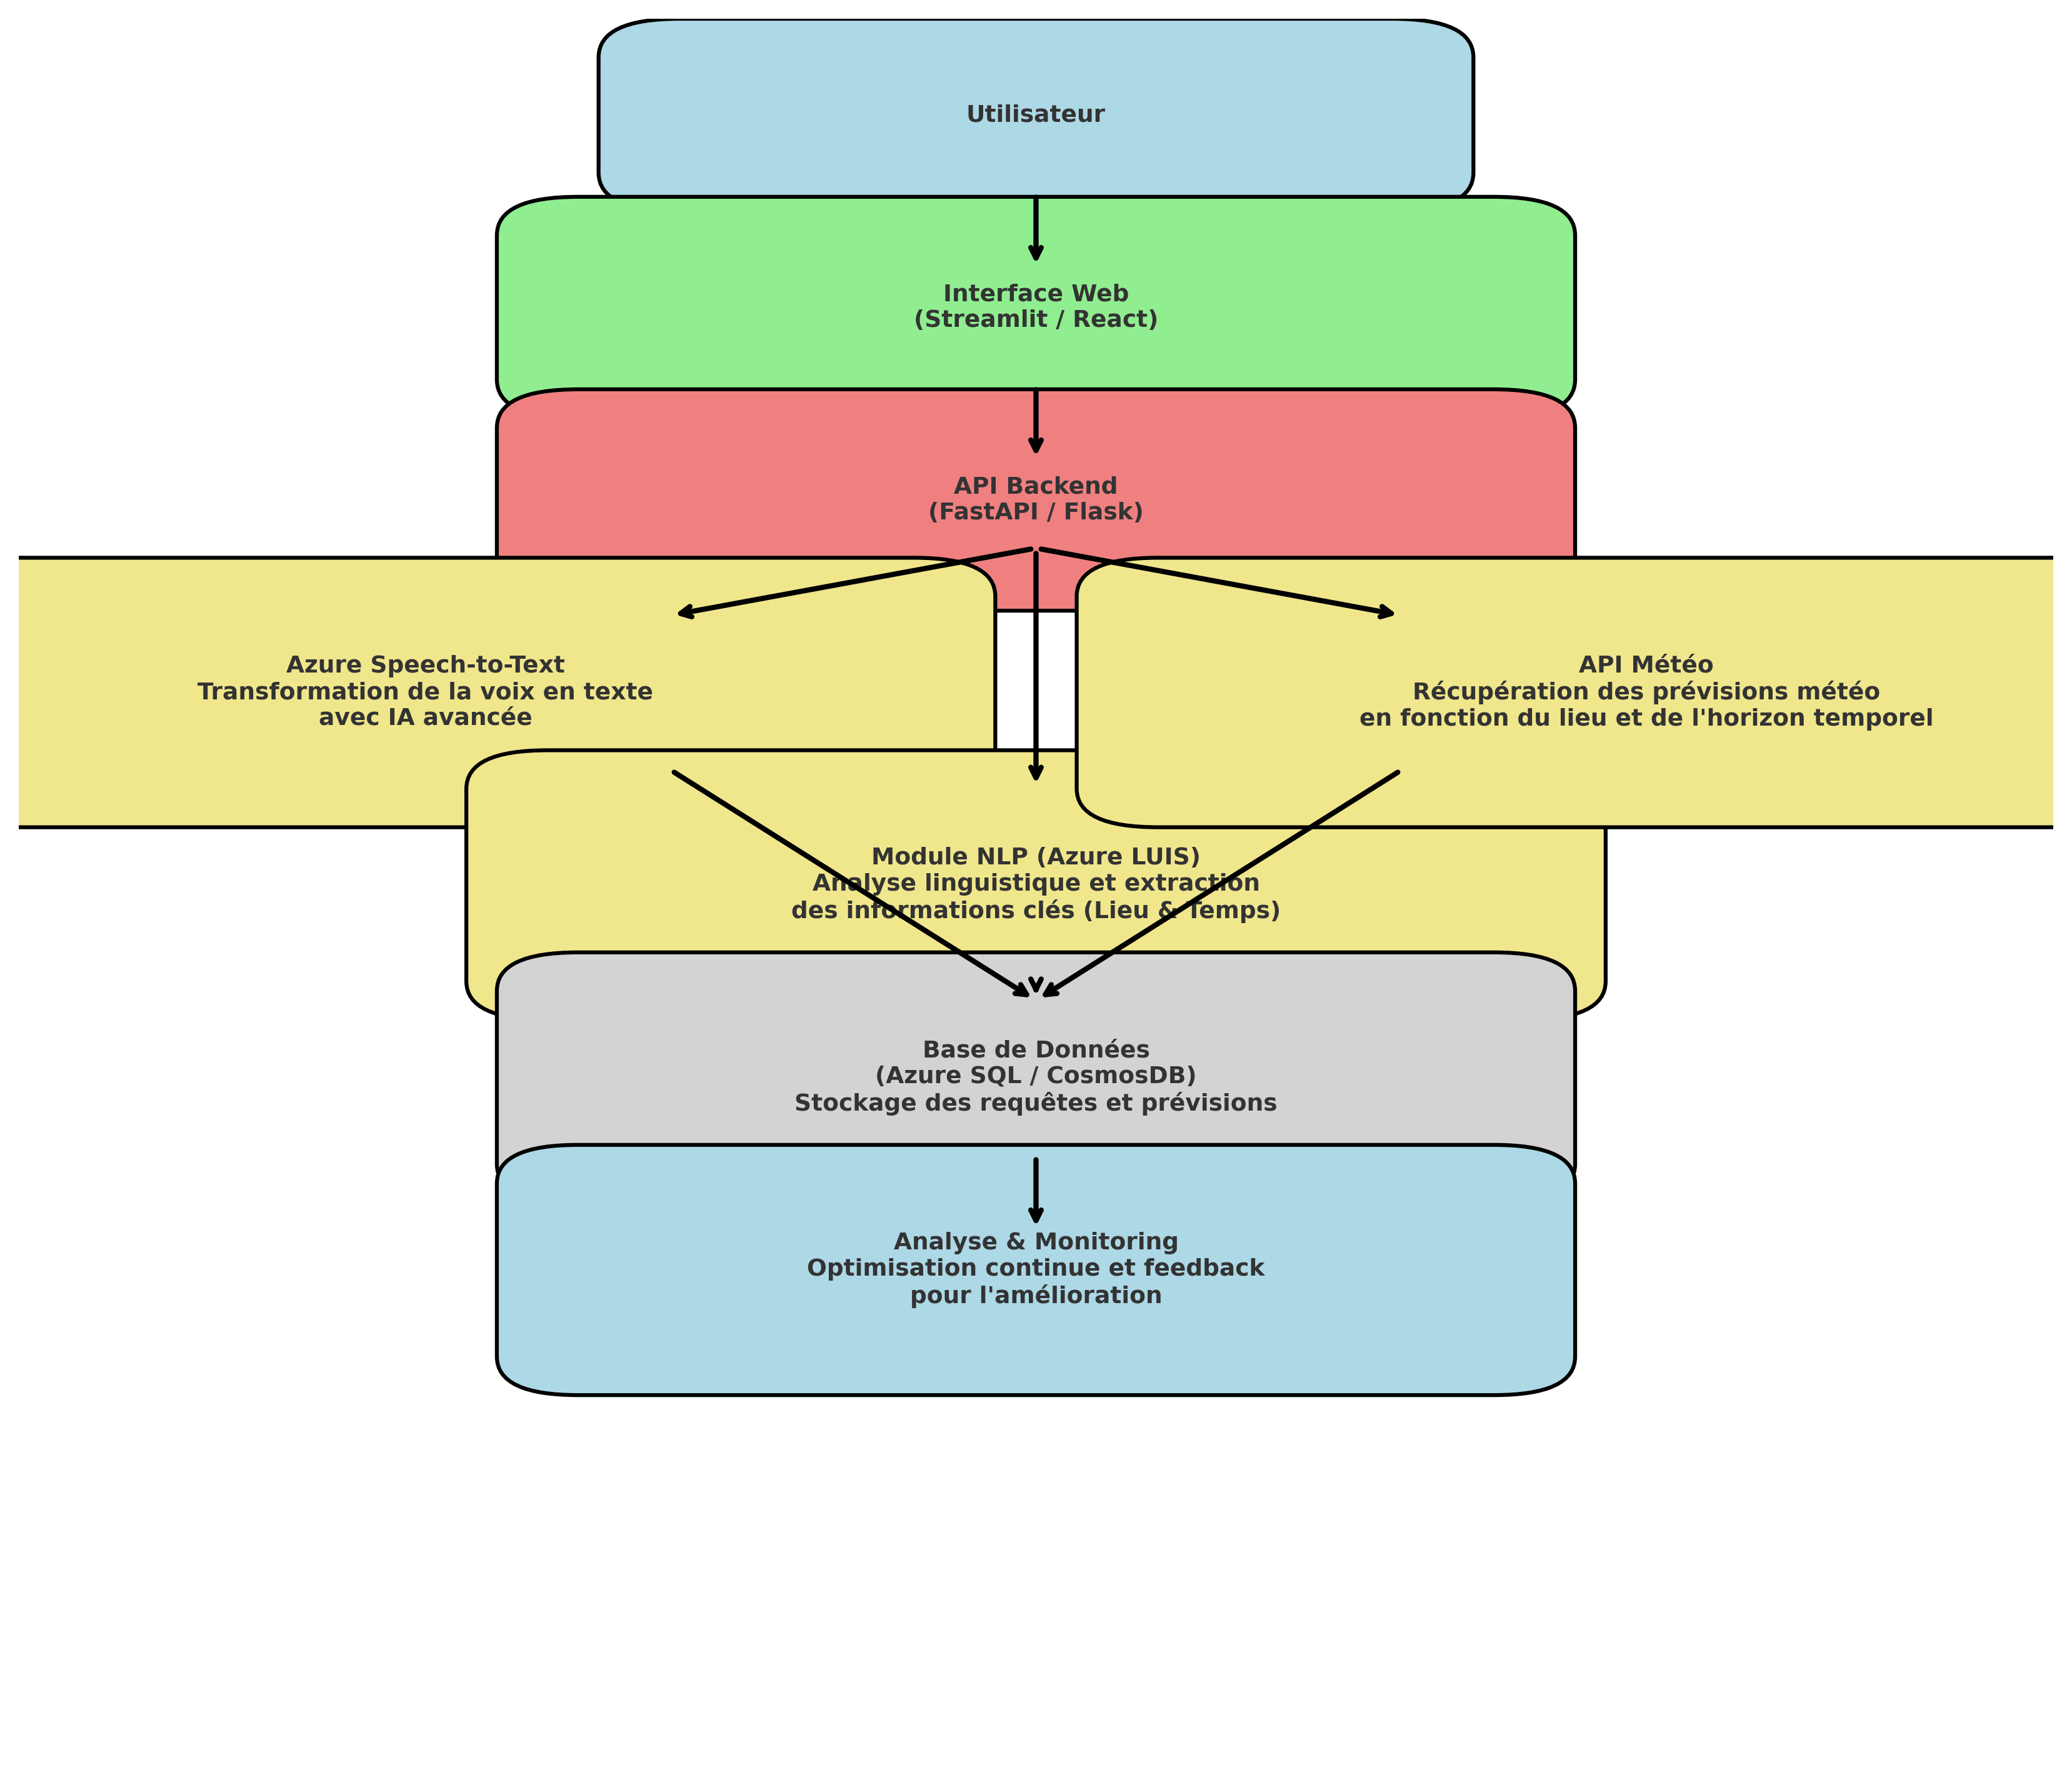 Utilisateur
Interface Web
(Streamlit / React)
API Backend
(FastAPI / Flask)
Azure Speech-to-Text
Transformation de la voix en texte
avec IA avancée
API Météo
Récupération des prévisions météo
en fonction du lieu et de l'horizon temporel
Module NLP (Azure LUIS)
Analyse linguistique et extraction
des informations clés (Lieu & Temps)
Base de Données
(Azure SQL / CosmosDB)
Stockage des requêtes et prévisions
Analyse & Monitoring
Optimisation continue et feedback
pour l'amélioration